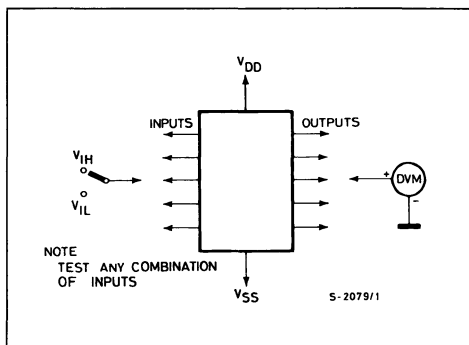 VDD
INPUTS
OUTPUTS
VIH
VIL
+
DVM
-
NOTE
TEST ANY COMBINATION
OF INPUTS
VSS
S-2079/1